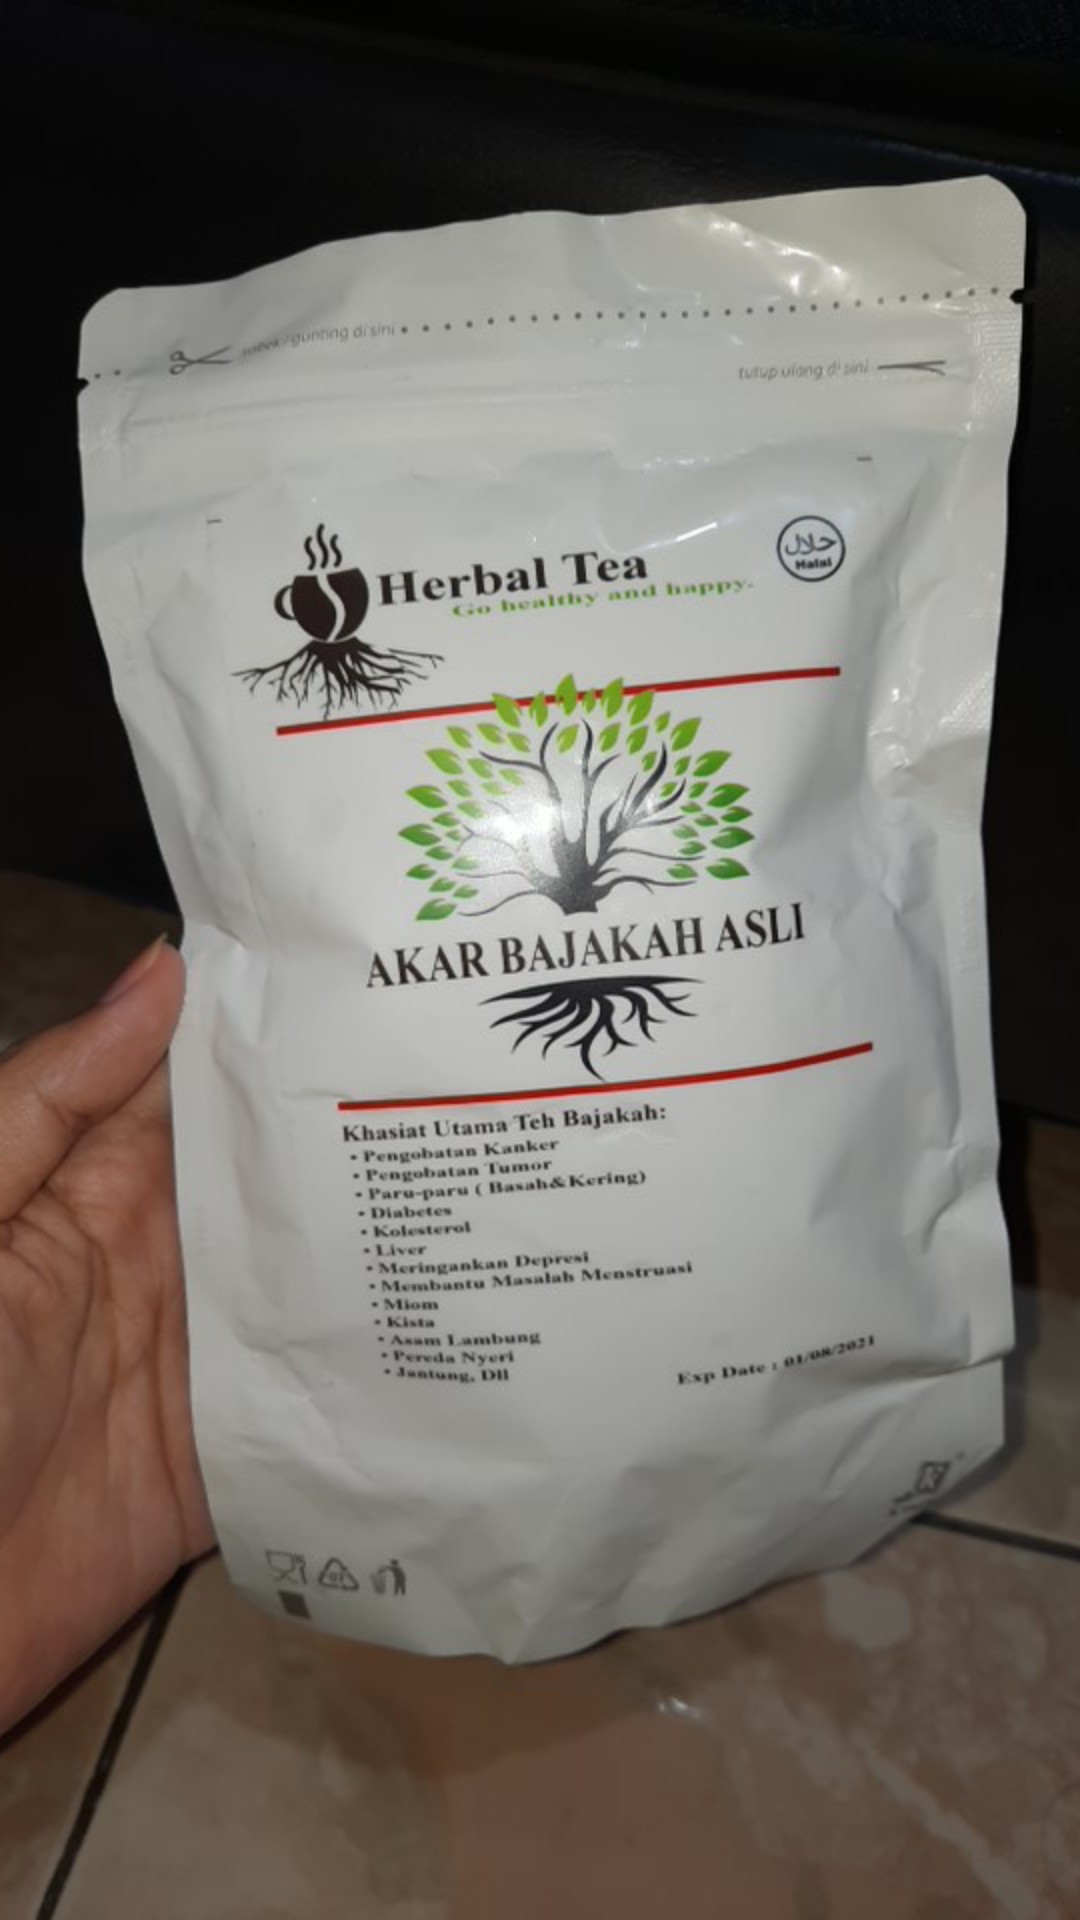 gunting di sini
tutup ulang di sini
حلال
Halal
Herbal Tea
Go healthy and happy.
AKAR BAJAKAH ASLI
Khasiat Utama Teh Bajakah:
• Pengobatan Kanker
• Pengobatan Tumor
• Paru-paru ( Basah&Kering)
• Diabetes
• Kolesterol
• Liver
• Meringankan Depresi
• Membantu Masalah Menstruasi
• Miom
• Kista
• Asam Lambung
• Pereda Nyeri
• Jantung, Dll
Exp Date : 01/08/2021
07